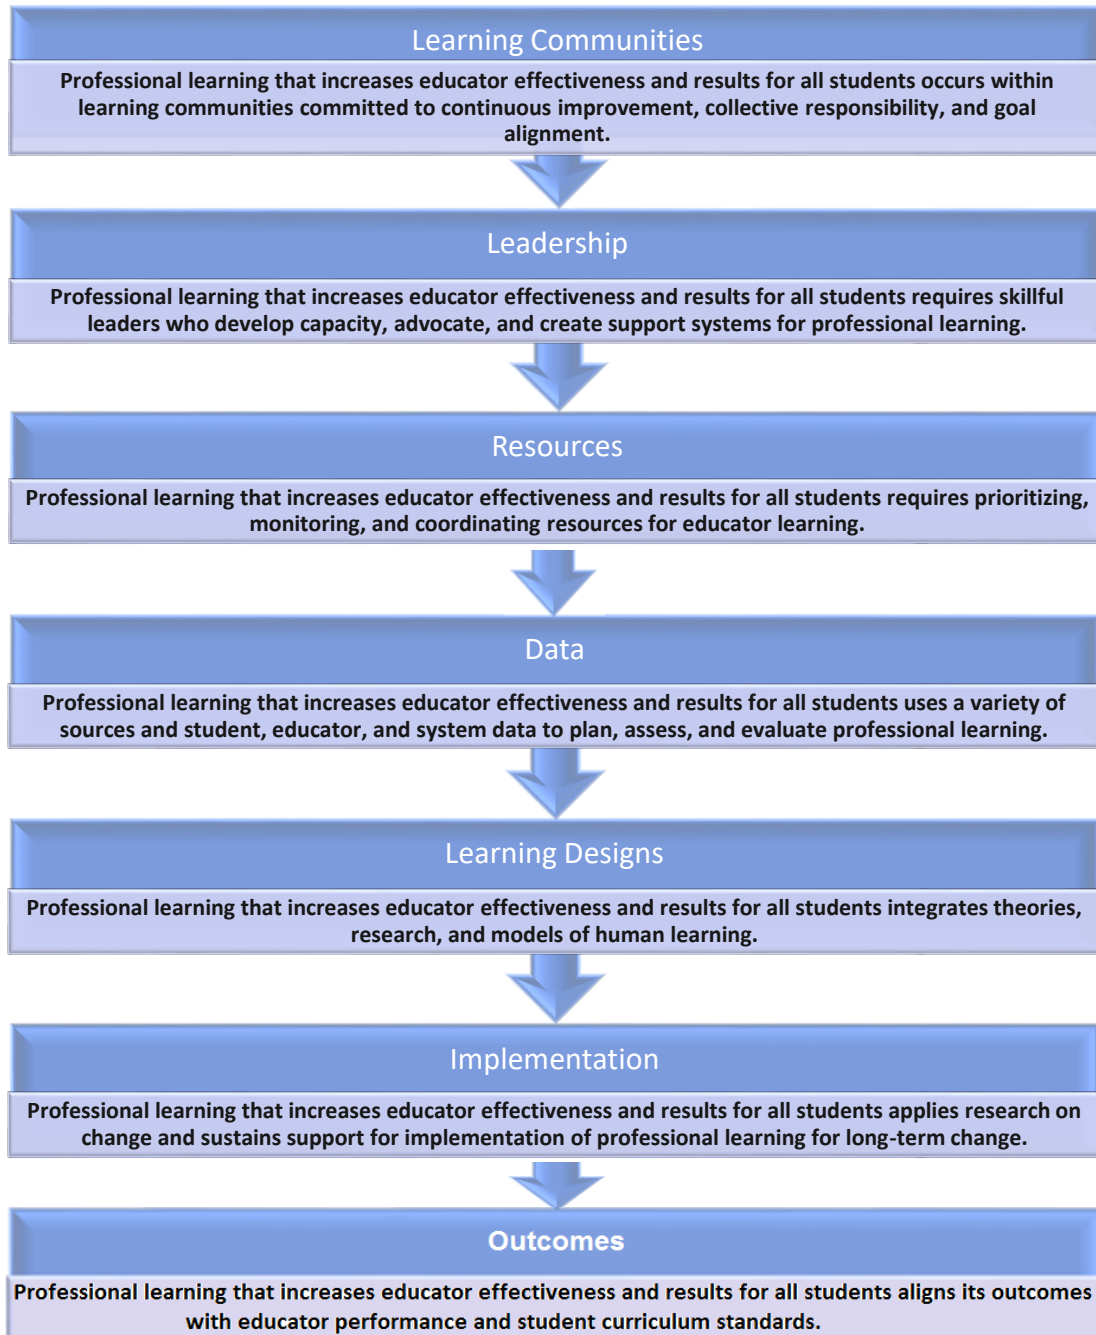 Learning Communities
Professional learning that increases educator effectiveness and results for all students occurs within
learning communities committed to continuous improvement, collective responsibility, and goal
alignment.
Leadership
Professional learning that increases educator effectiveness and results for all students requires skillful
leaders who develop capacity, advocate, and create support systems for professional learning.
Resources
Professional learning that increases educator effectiveness and results for all students requires prioritizing,
monitoring, and coordinating resources for educator learning.
Data
Professional learning that increases educator effectiveness and results for all students uses a variety of
sources and student, educator, and system data to plan, assess, and evaluate professional learning.
Learning Designs
Professional learning that increases educator effectiveness and results for all students integrates theories,
research, and models of human learning.
Implementation
Professional learning that increases educator effectiveness and results for all students applies research on
change and sustains support for implementation of professional learning for long-term change.
Outcomes
Professional learning that increases educator effectiveness and results for all students aligns its outcomes
with educator performance and student curriculum standards.